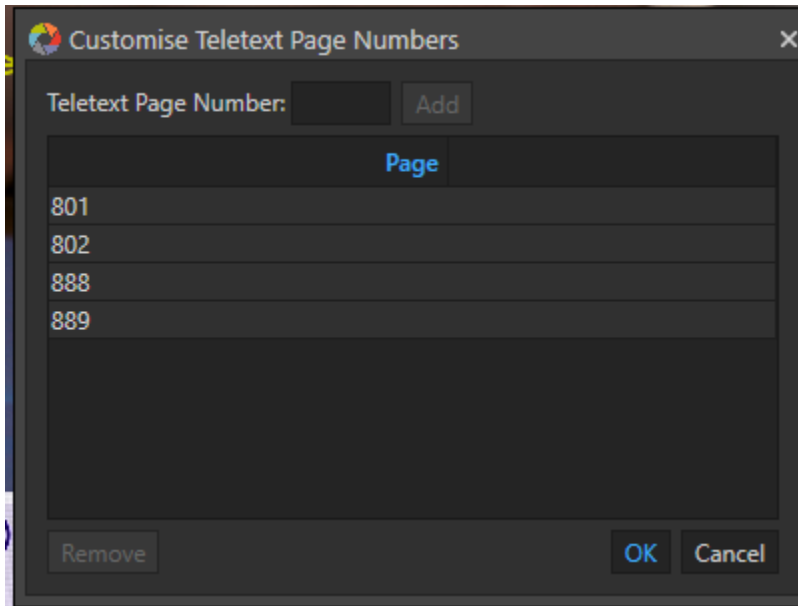 Customise Teletext Page Numbers
Teletext Page Number: Add
Page
801
802
888
889
Remove OK Cancel